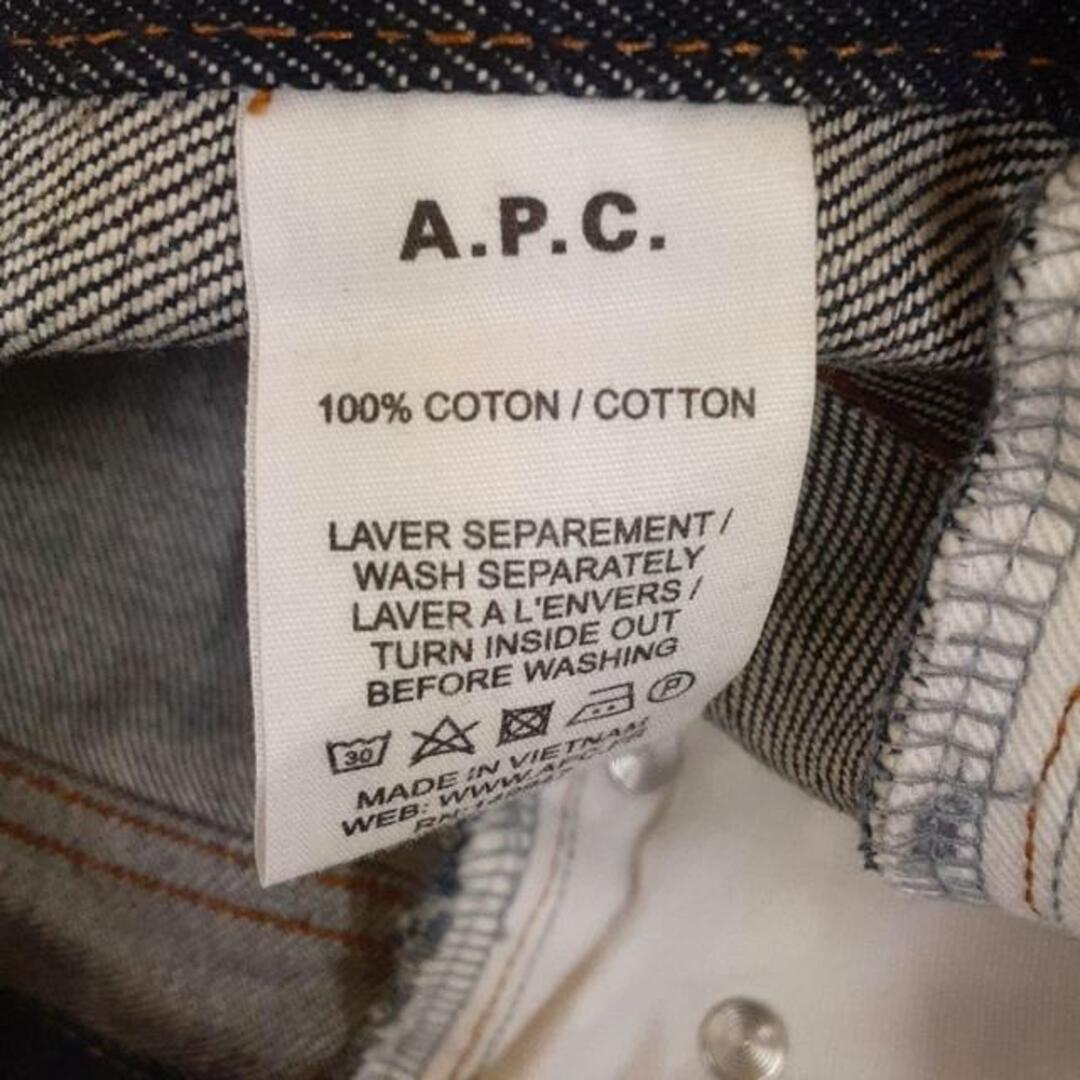 A.P.C.
100% COTON / COTTON
LAVER SEPAREMENT /
WASH SEPARATELY
LAVER A L'ENVERS /
TURN INSIDE OUT
BEFORE WASHING
30 P
MADE IN VIETNAM
WEB: WWW.APC.FR